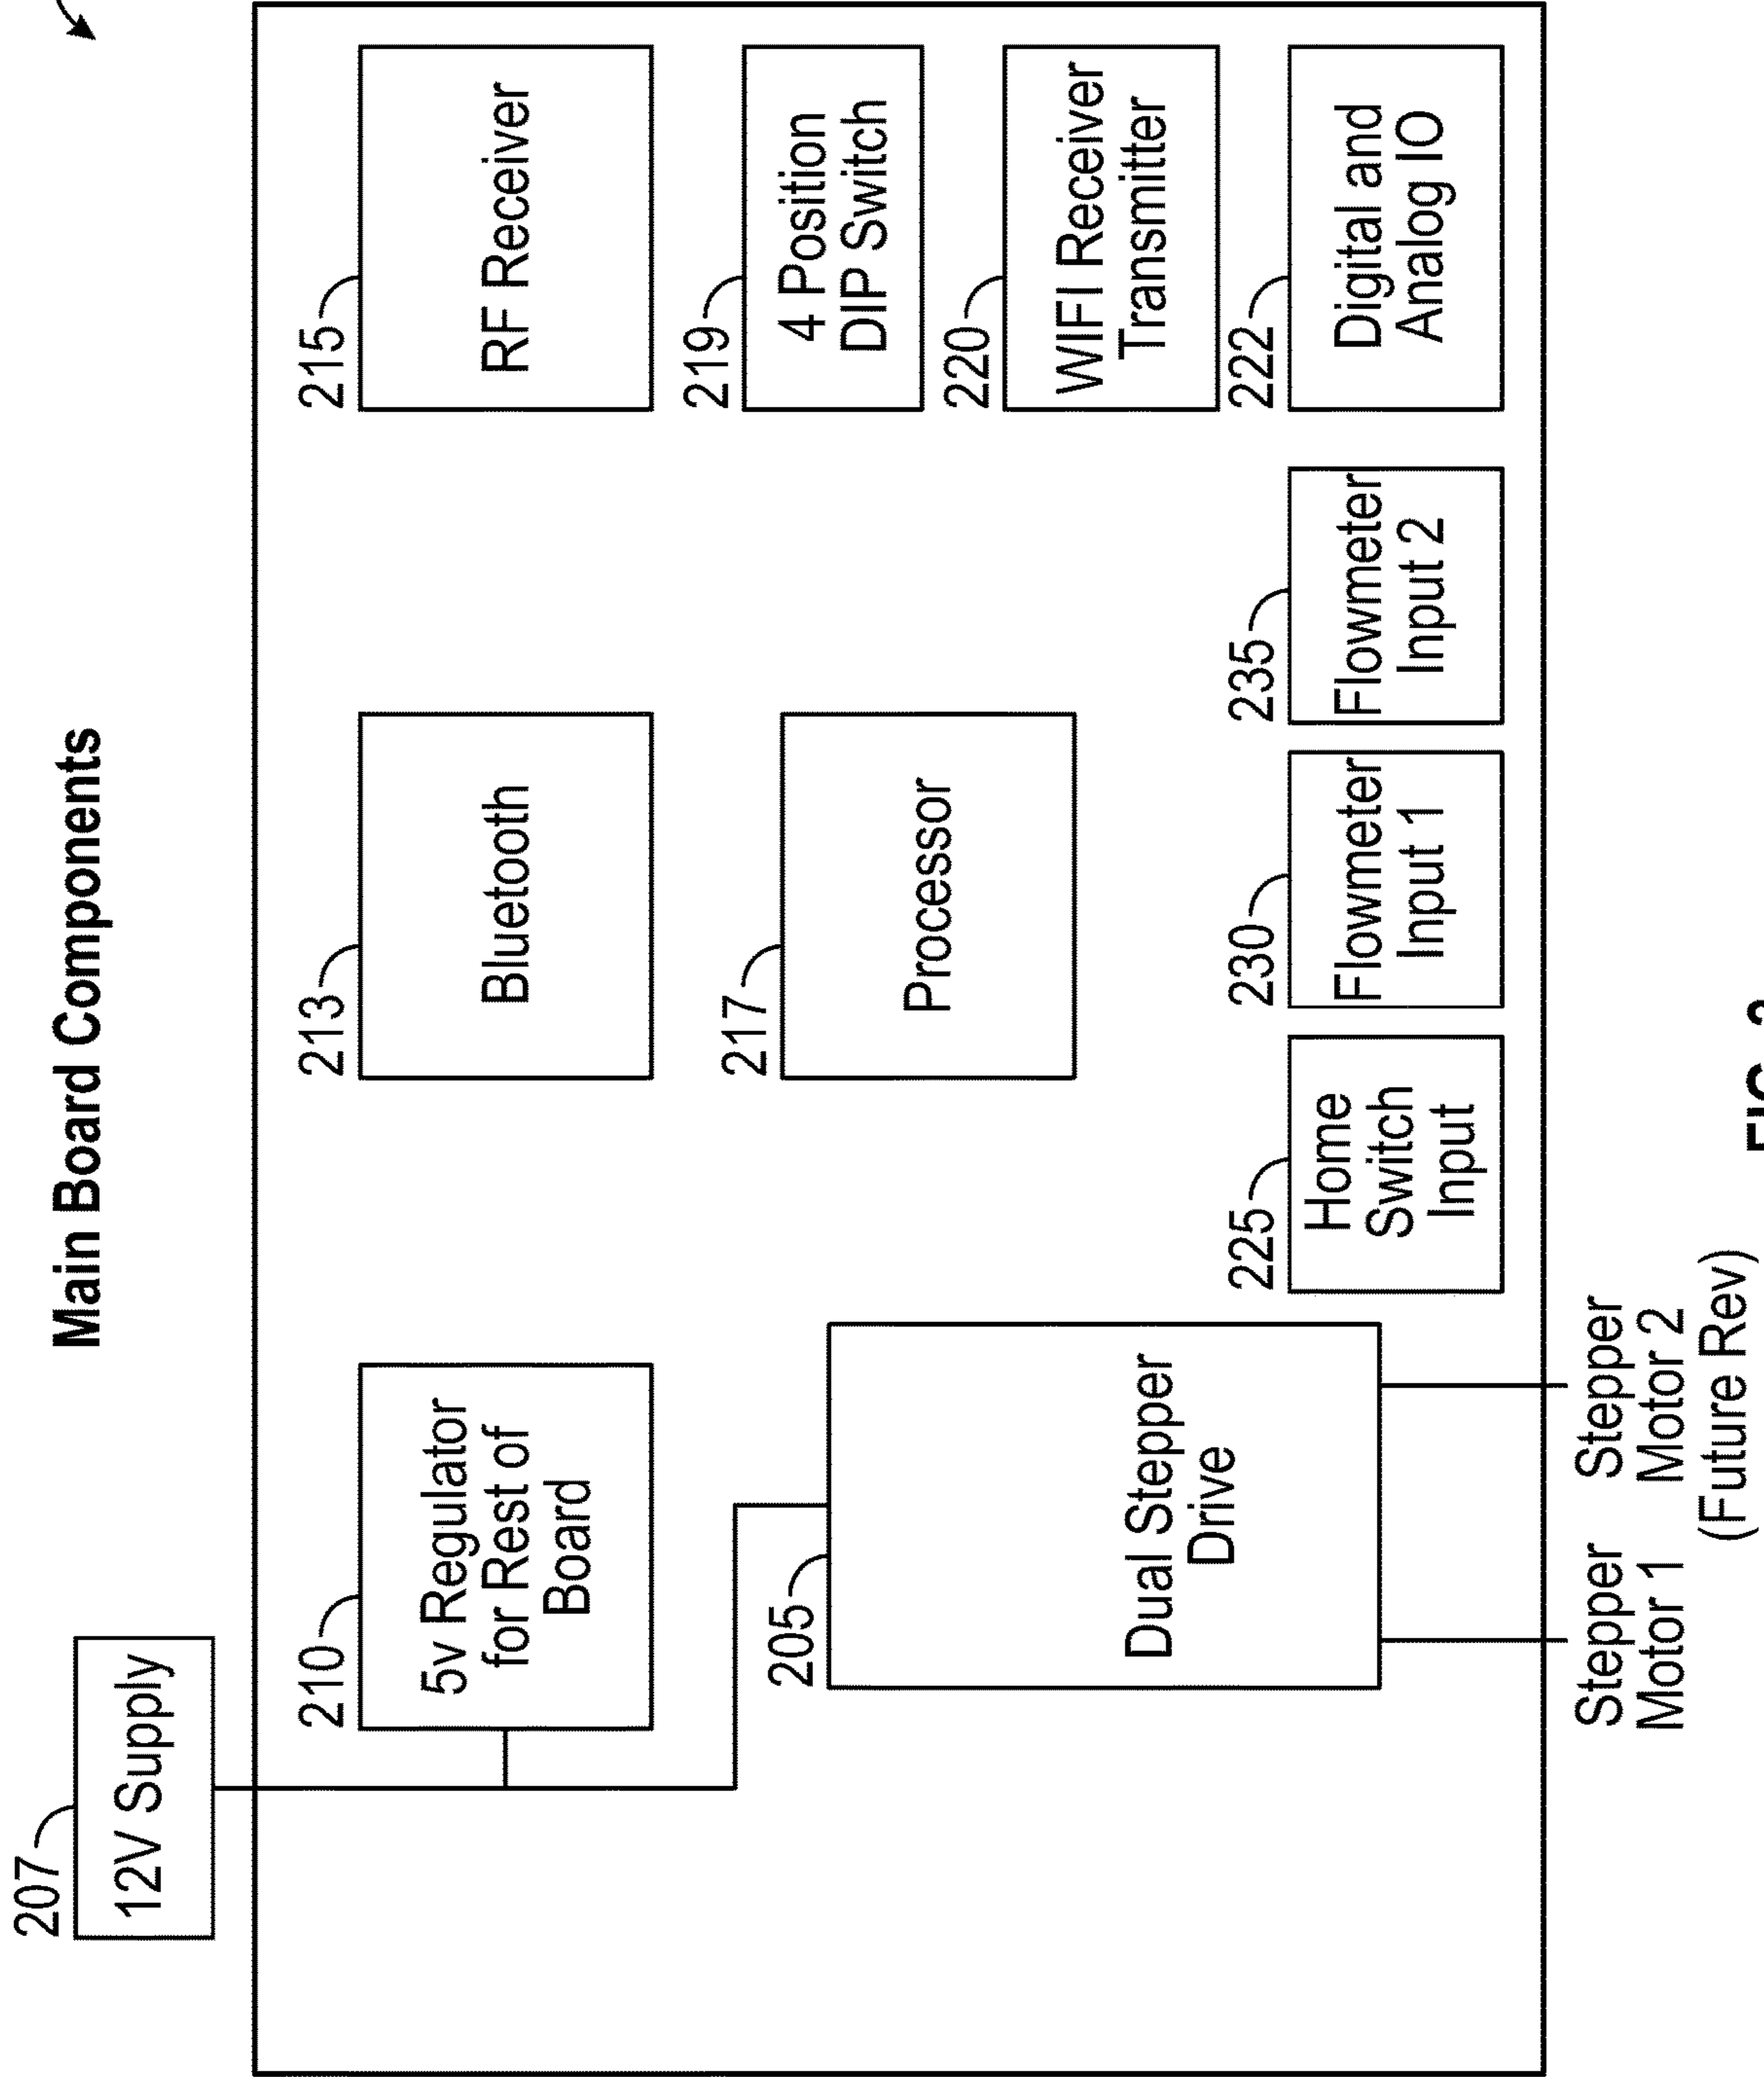 Main Board Components
207
12V Supply
210
5v Regulator
for Rest of
Board
213
Bluetooth
215
RF Receiver
205
Dual Stepper
Drive
217
Processor
219
4 Position
DIP Switch
220
WIFI Receiver
Transmitter
225
Home
Switch
Input
230
Flowmeter
Input 1
235
Flowmeter
Input 2
222
Digital and
Analog IO
Stepper
Motor 1
Stepper
Motor 2
(Future Rev)
FIG.